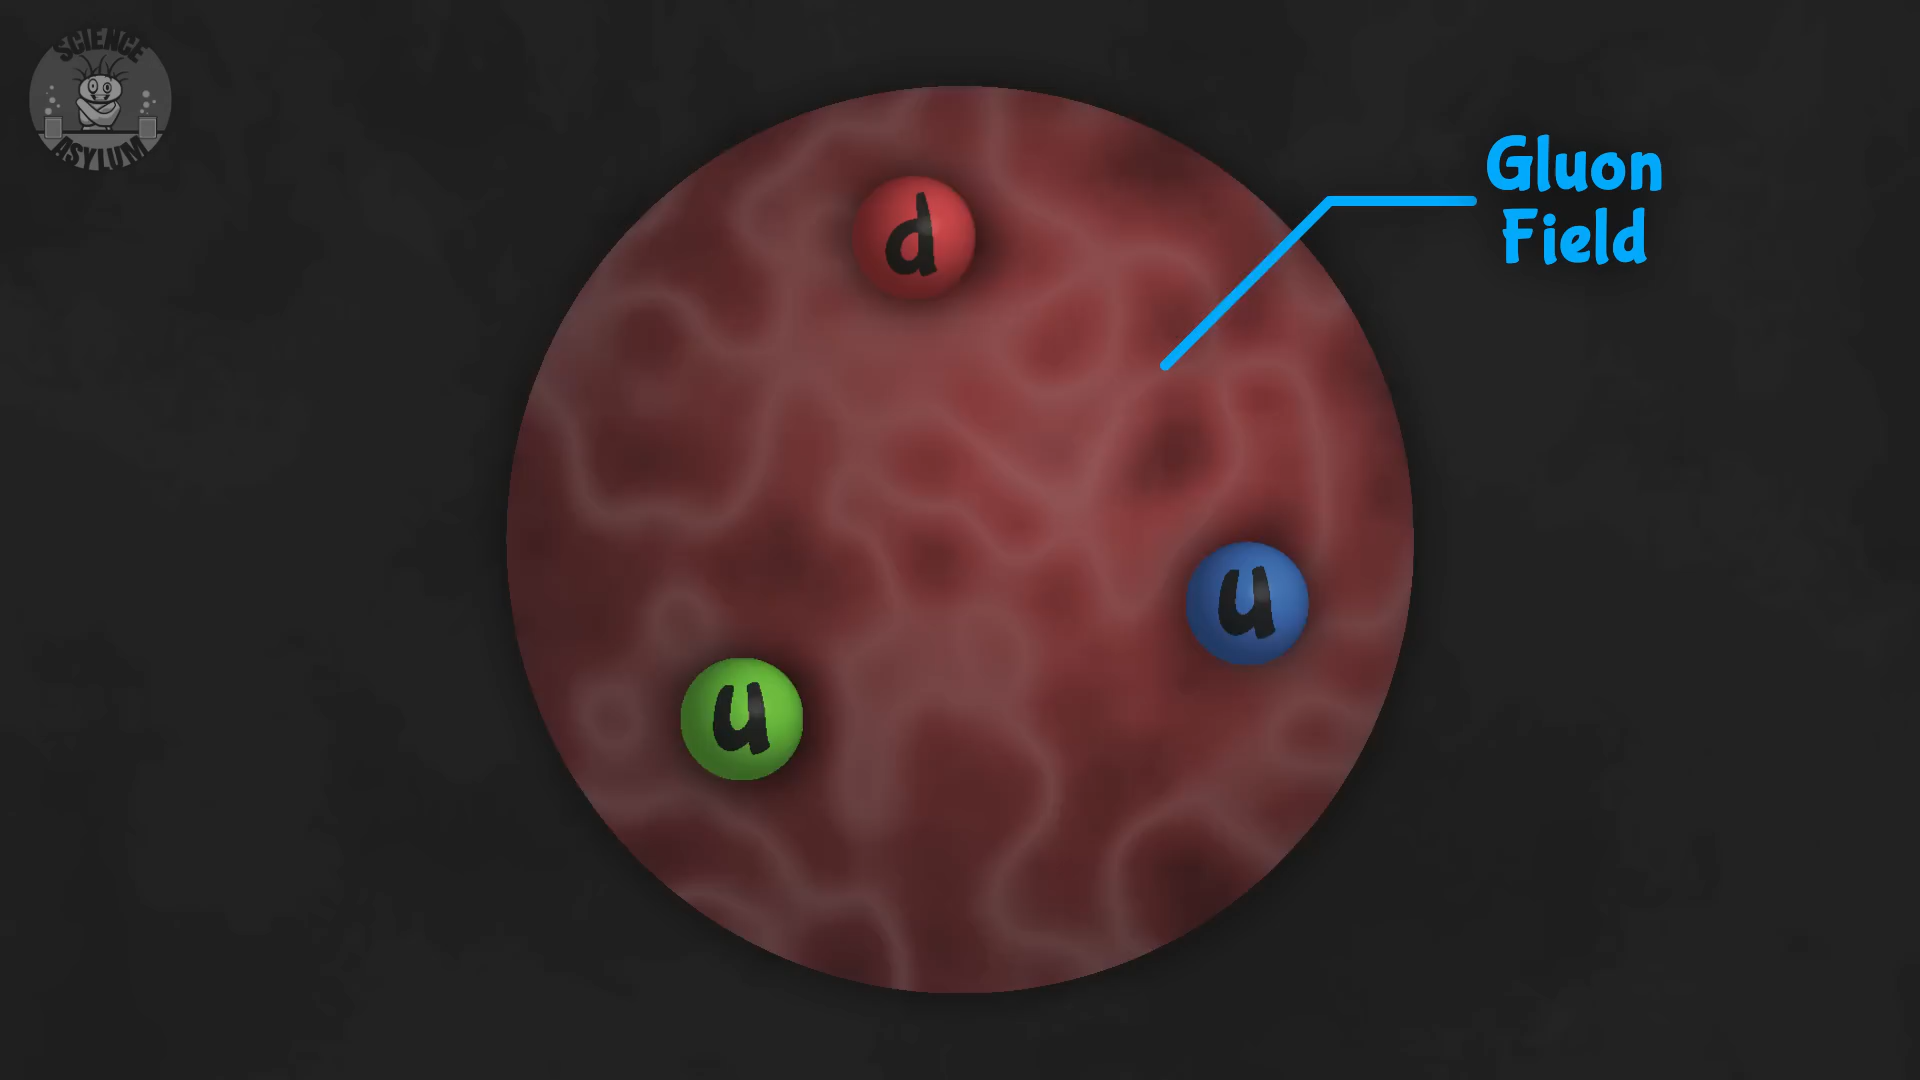 SCIENCE
ASYLUM
d
Gluon
Field
u
u